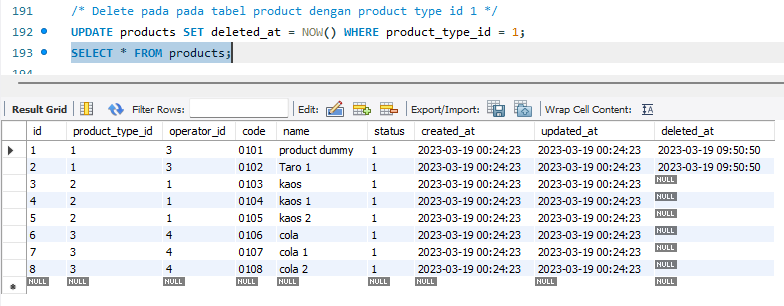 191 /* Delete pada pada tabel product dengan product type id 1 */
192 UPDATE products SET deleted_at = NOW() WHERE product_type_id = 1;
193 SELECT * FROM products;
194
Result Grid Filter Rows: Edit: Export/Import: Wrap Cell Content: IA
id product_type_id operator_id code name status created_at updated_at deleted_at
1 1 3 0101 product dummy 1 2023-03-19 00:24:23 2023-03-19 00:24:23 2023-03-19 09:50:50
2 1 3 0102 Taro 1 1 2023-03-19 00:24:23 2023-03-19 00:24:23 2023-03-19 09:50:50
3 2 1 0103 kaos 1 2023-03-19 00:24:23 2023-03-19 00:24:23 NULL
4 2 1 0104 kaos 1 1 2023-03-19 00:24:23 2023-03-19 00:24:23 NULL
5 2 1 0105 kaos 2 1 2023-03-19 00:24:23 2023-03-19 00:24:23 NULL
6 3 4 0106 cola 1 2023-03-19 00:24:23 2023-03-19 00:24:23 NULL
7 3 4 0107 cola 1 1 2023-03-19 00:24:23 2023-03-19 00:24:23 NULL
8 3 4 0108 cola 2 1 2023-03-19 00:24:23 2023-03-19 00:24:23 NULL
NULL NULL NULL NULL NULL NULL NULL NULL NULL